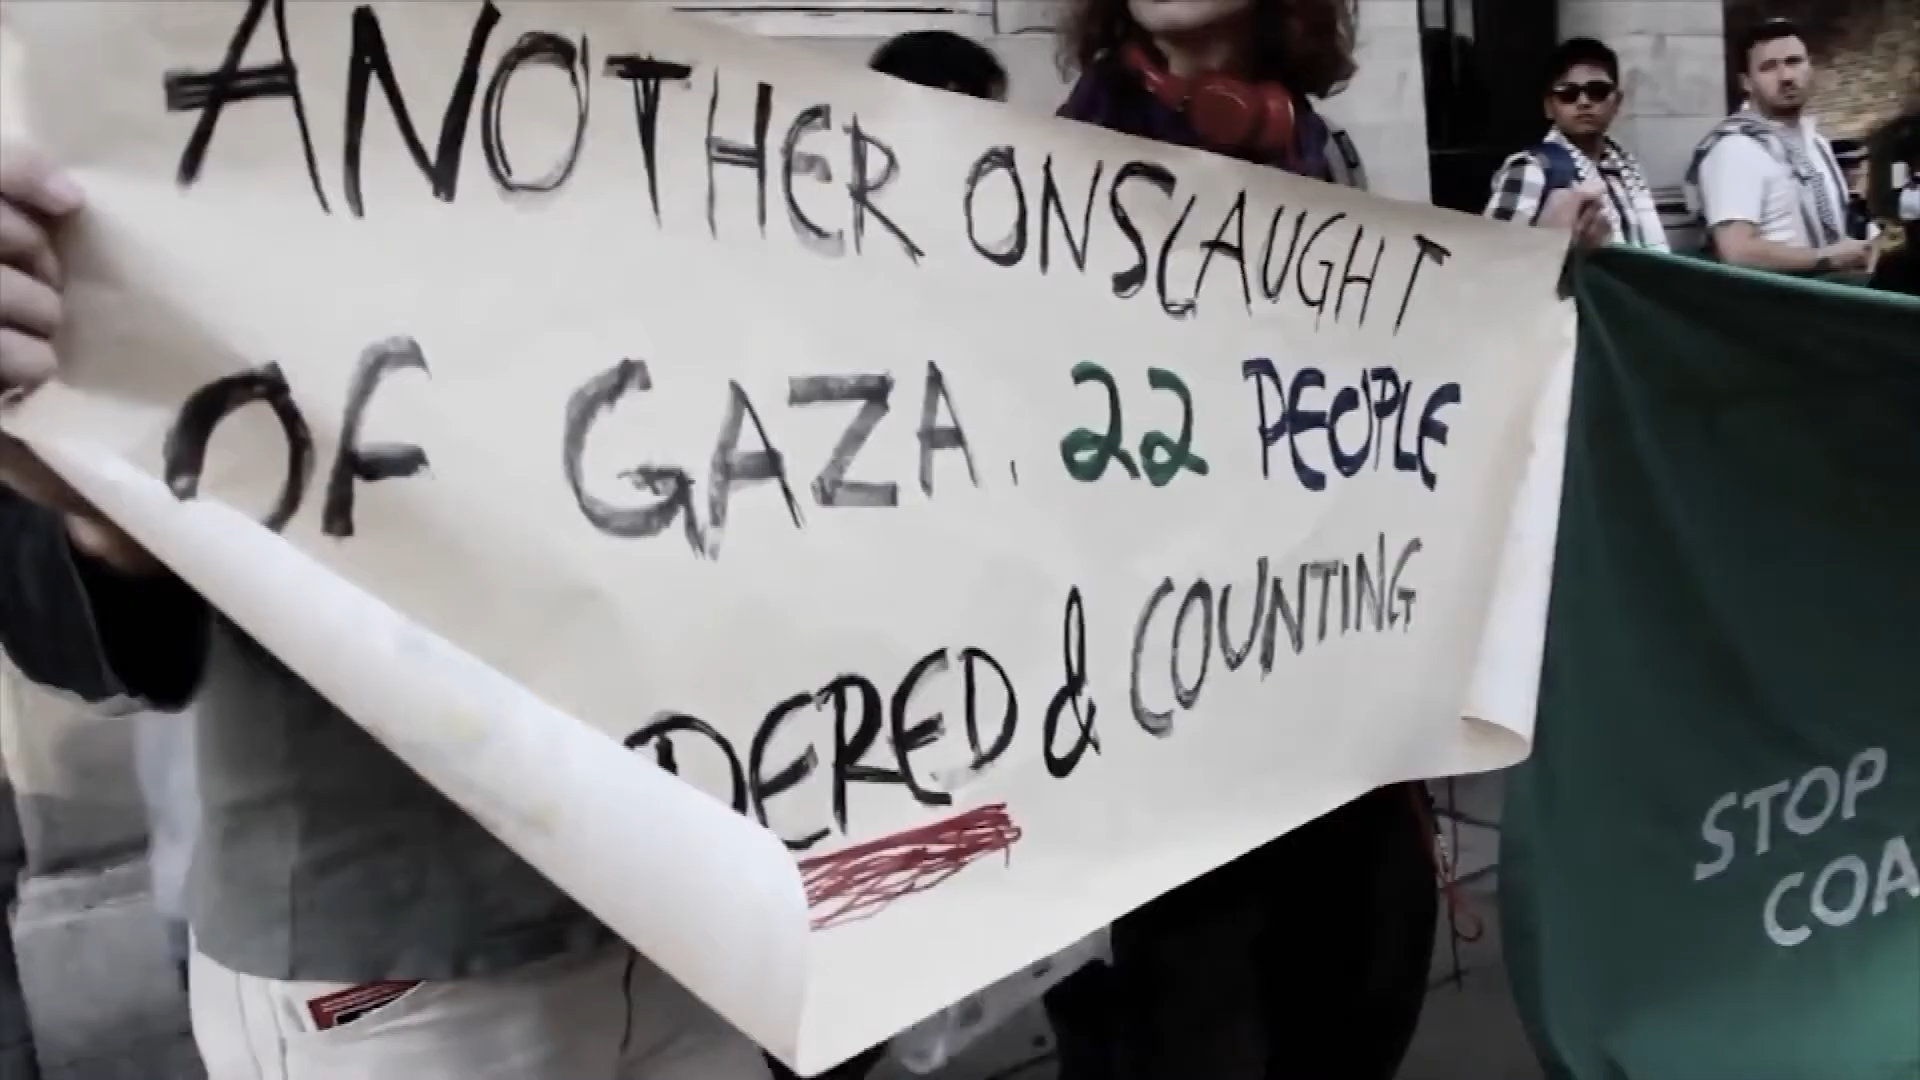 ANOTHER ONSLAUGHT
OF GAZA. 22 PEOPLE
DERED & COUNTING
STOP
COA